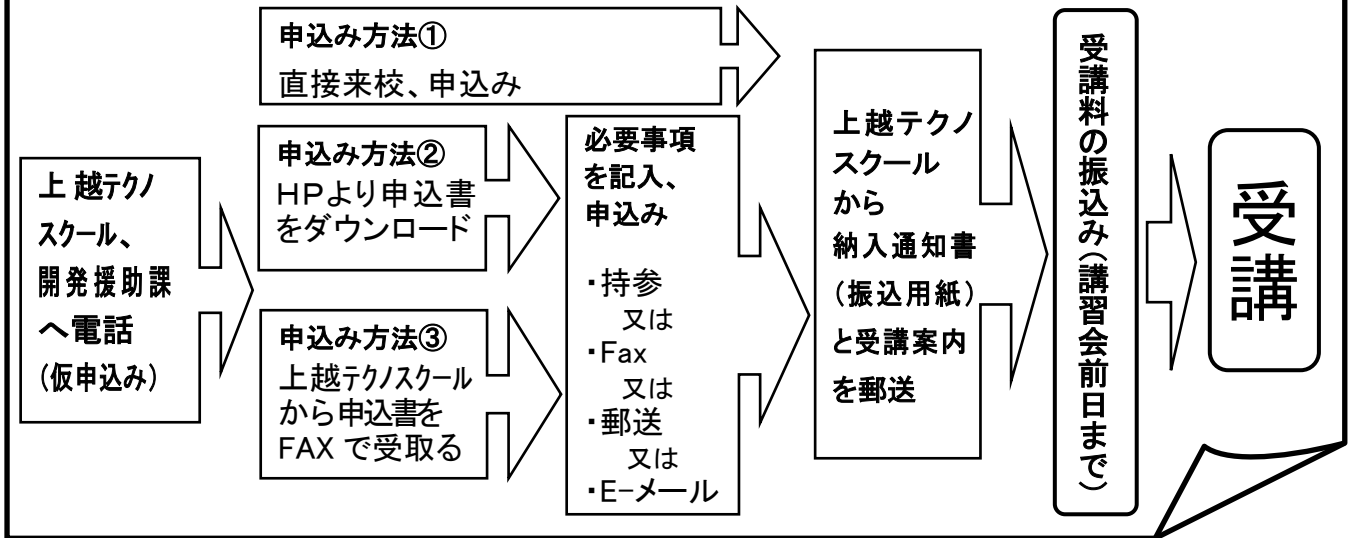 上越テクノ
スクール、
開発援助課
へ電話
(仮申込み)
申込み方法①
直接来校、申込み
申込み方法②
HPより申込書
をダウンロード
申込み方法③
上越テクノスクール
から申込書を
FAXで受取る
必要事項
を記入、
申込み
・持参
又は
・Fax
又は
・郵送
又は
・E-メール
上越テクノ
スクール
から
納入通知書
(振込用紙)
と受講案内
を郵送
受講料の振込み(講習会前日まで)
受講